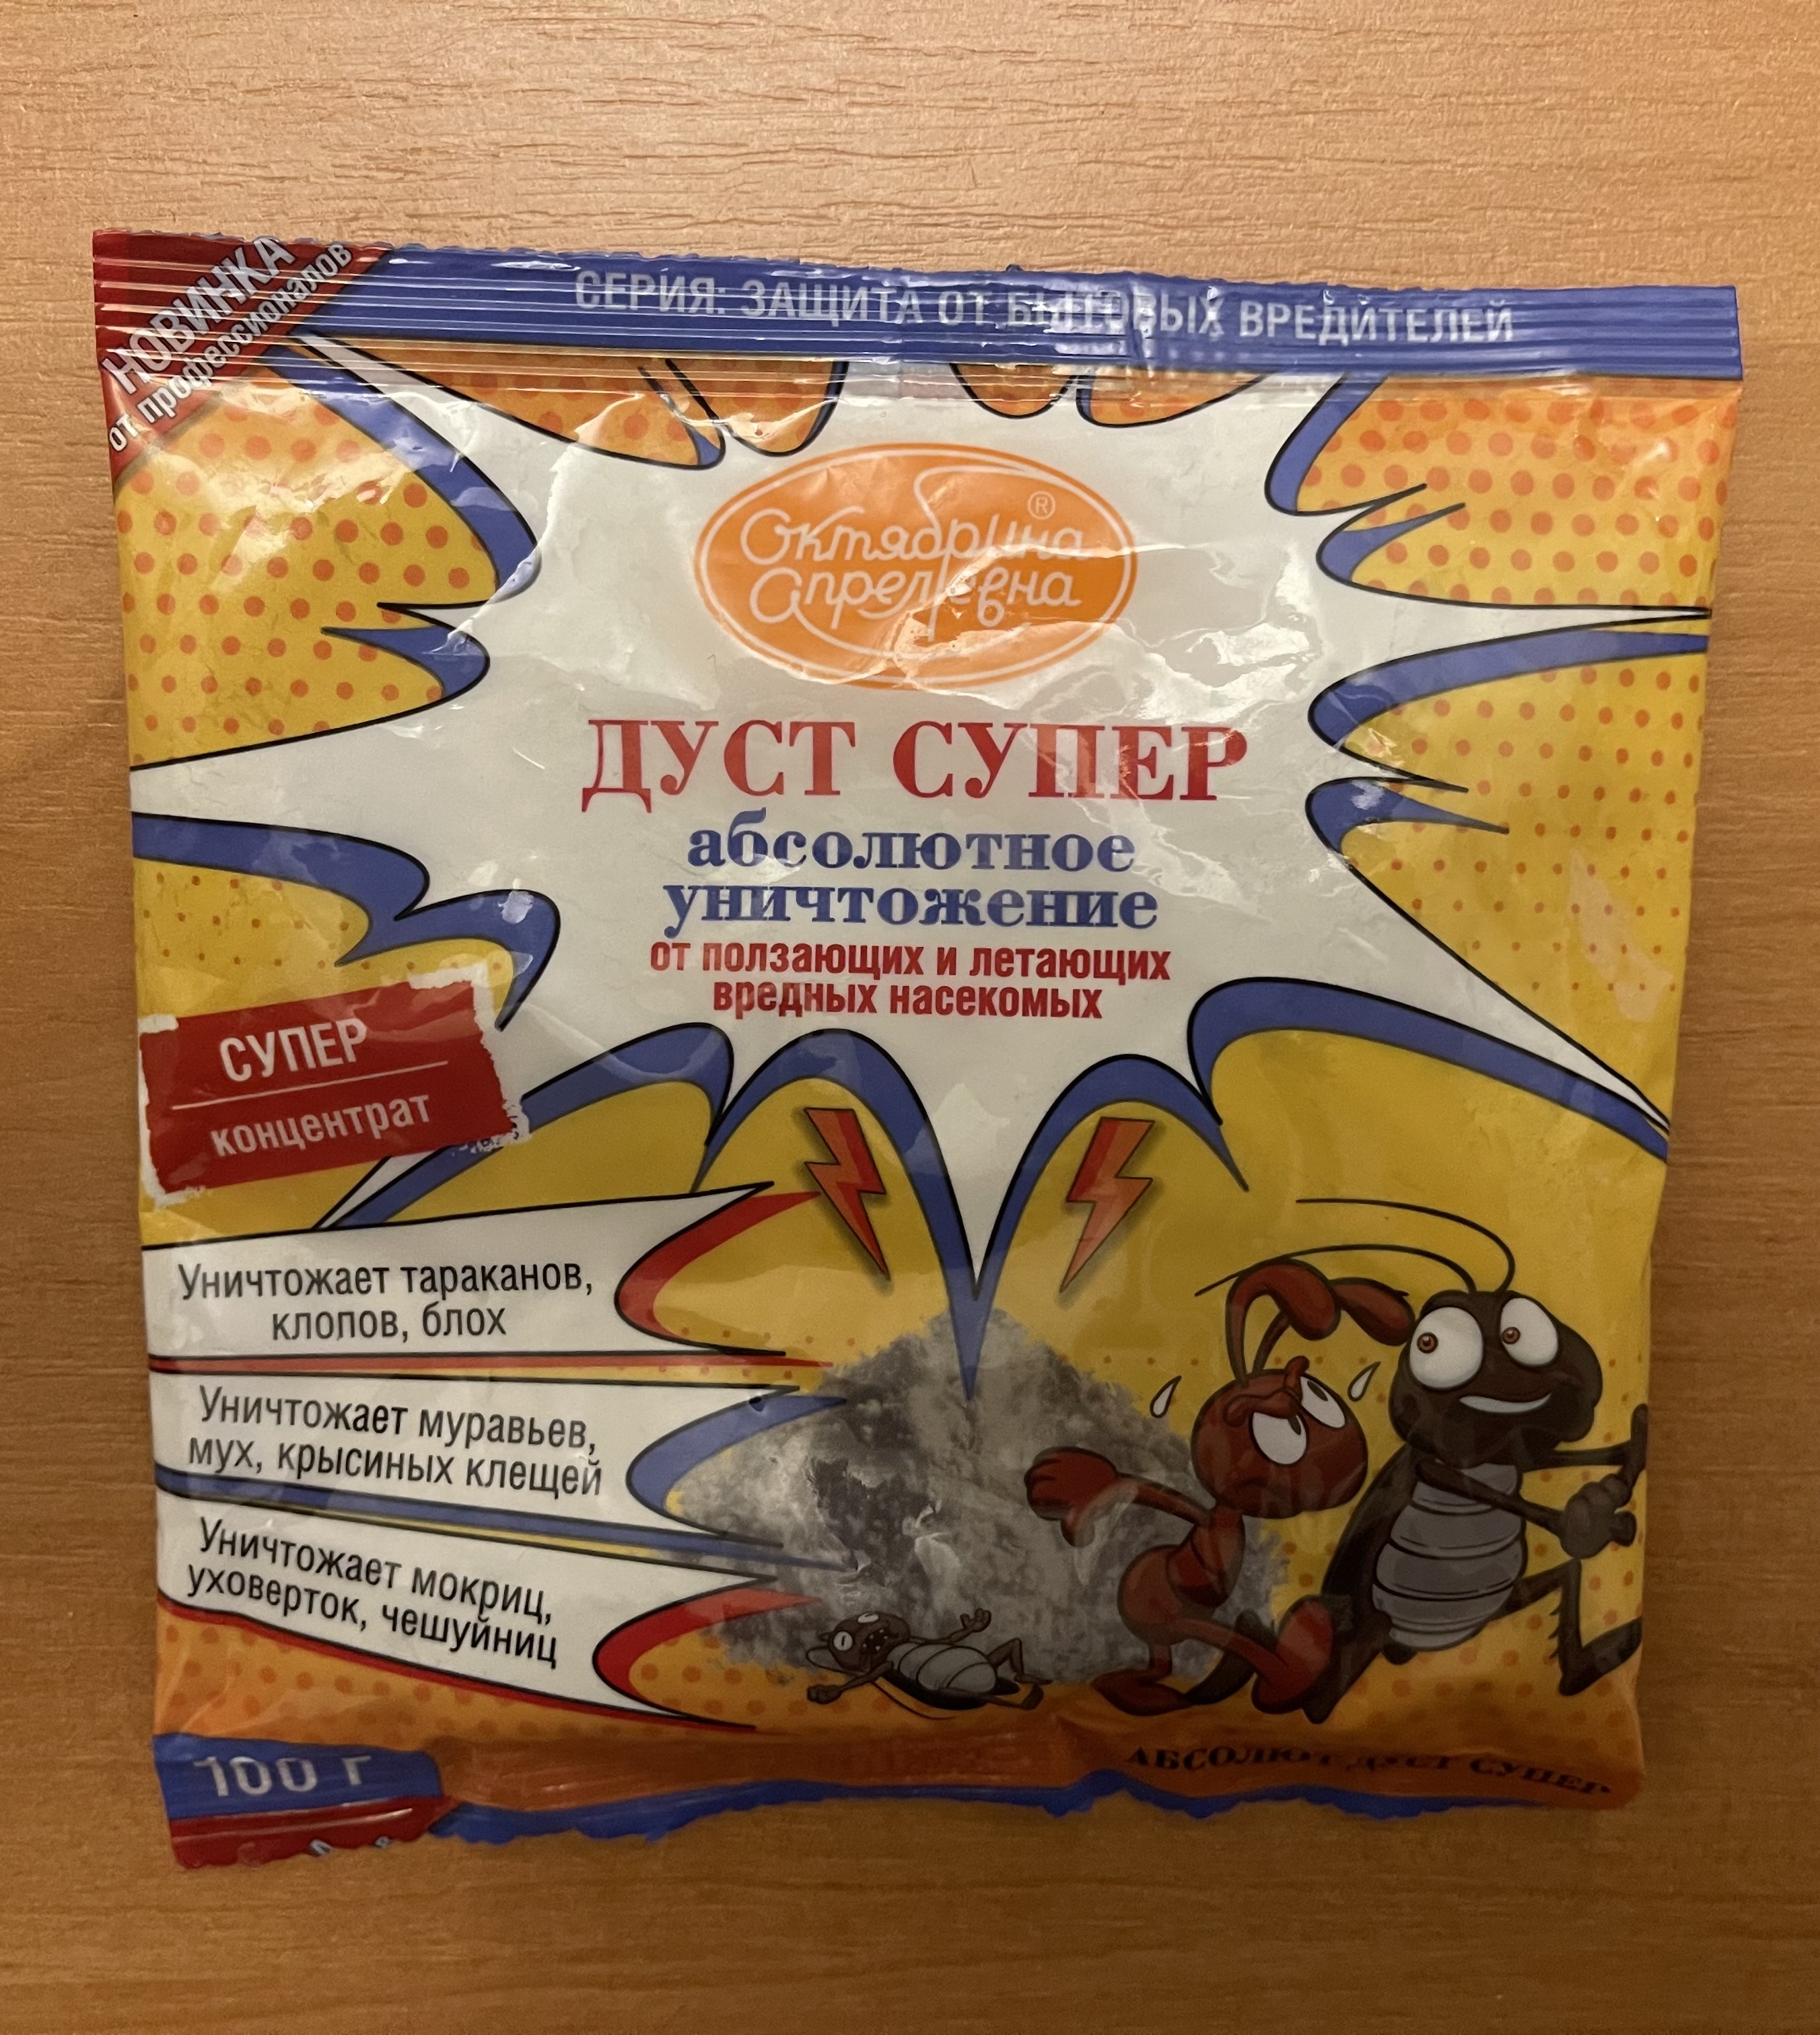 НОВИНКА
от профессионалов
СЕРИЯ: ЗАЩИТА ОТ БЫТОВЫХ ВРЕДИТЕЛЕЙ
Октябрина ®
Апрелевна
ДУСТ СУПЕР
абсолютное
уничтожение
от ползающих и летающих
вредных насекомых
СУПЕР
концентрат
Уничтожает тараканов,
клопов, блох
Уничтожает муравьев,
мух, крысиных клещей
Уничтожает мокриц,
уховерток, чешуйниц
100 г
АБСОЛЮТ ДУСТ СУПЕР